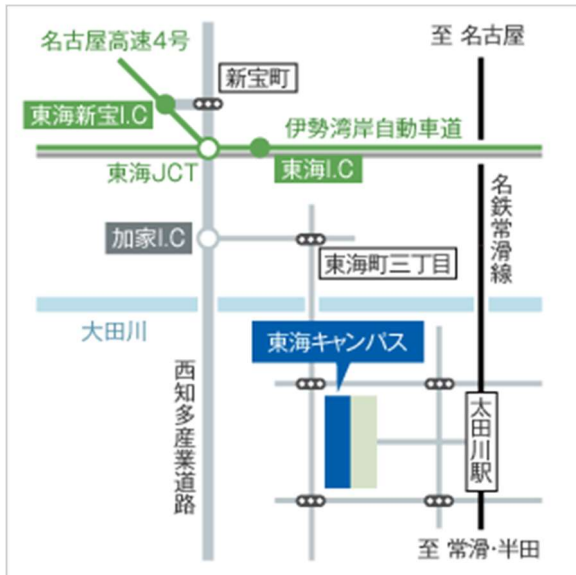 名古屋高速4号
至 名古屋
新宝町
東海新宝I.C
伊勢湾岸自動車道
東海JCT
東海I.C
名鉄常滑線
加家I.C
東海町三丁目
大田川
東海キャンパス
西知多産業道路
太田川駅
至 常滑・半田